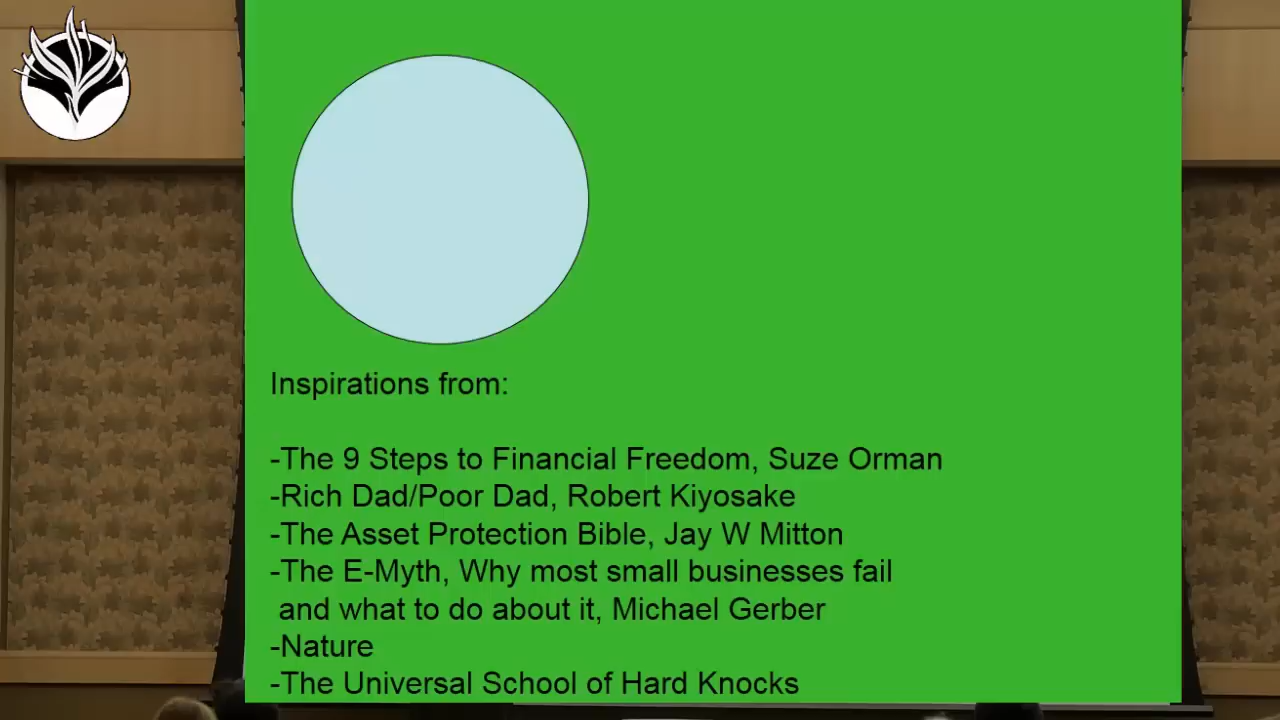 Inspirations from:
-The 9 Steps to Financial Freedom, Suze Orman
-Rich Dad/Poor Dad, Robert Kiyosake
-The Asset Protection Bible, Jay W Mitton
-The E-Myth, Why most small businesses fail
and what to do about it, Michael Gerber
-Nature
-The Universal School of Hard Knocks